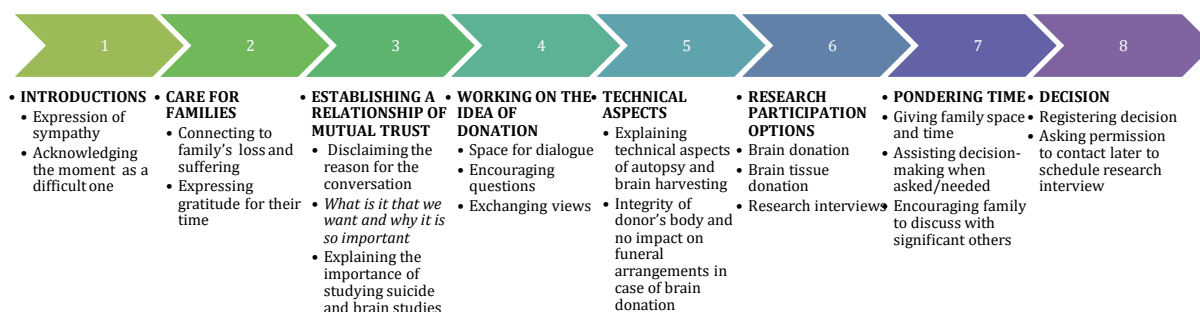 1
2
3
4
5
6
7
8
• INTRODUCTIONS
• Expression of
sympathy
• Acknowledging
the moment as a
difficult one
• CARE FOR
FAMILIES
• Connecting to
family's loss and
suffering
• Expressing
gratitude for their
time
• ESTABLISHING A
RELATIONSHIP OF
MUTUAL TRUST
• Disclaiming the
reason for the
conversation
• What is it that we
want and why it is
so important
• Explaining the
importance of
studying suicide
and brain studies
• WORKING ON THE
IDEA OF
DONATION
• Space for dialogue
• Encouraging
questions
• Exchanging views
• TECHNICAL
ASPECTS
• Explaining
technical aspects
of autopsy and
brain harvesting
• Integrity of
donor's body and
no impact on
funeral
arrangements in
case of brain
donation
• RESEARCH
PARTICIPATION
OPTIONS
• Brain donation
• Brain tissue
donation
• Research interviews
• PONDERING TIME
• Giving family space
and time
• Assisting decision-
making when
asked/needed
• Encouraging family
to discuss with
significant others
• DECISION
• Registering decision
• Asking permission
to contact later to
schedule research
interview